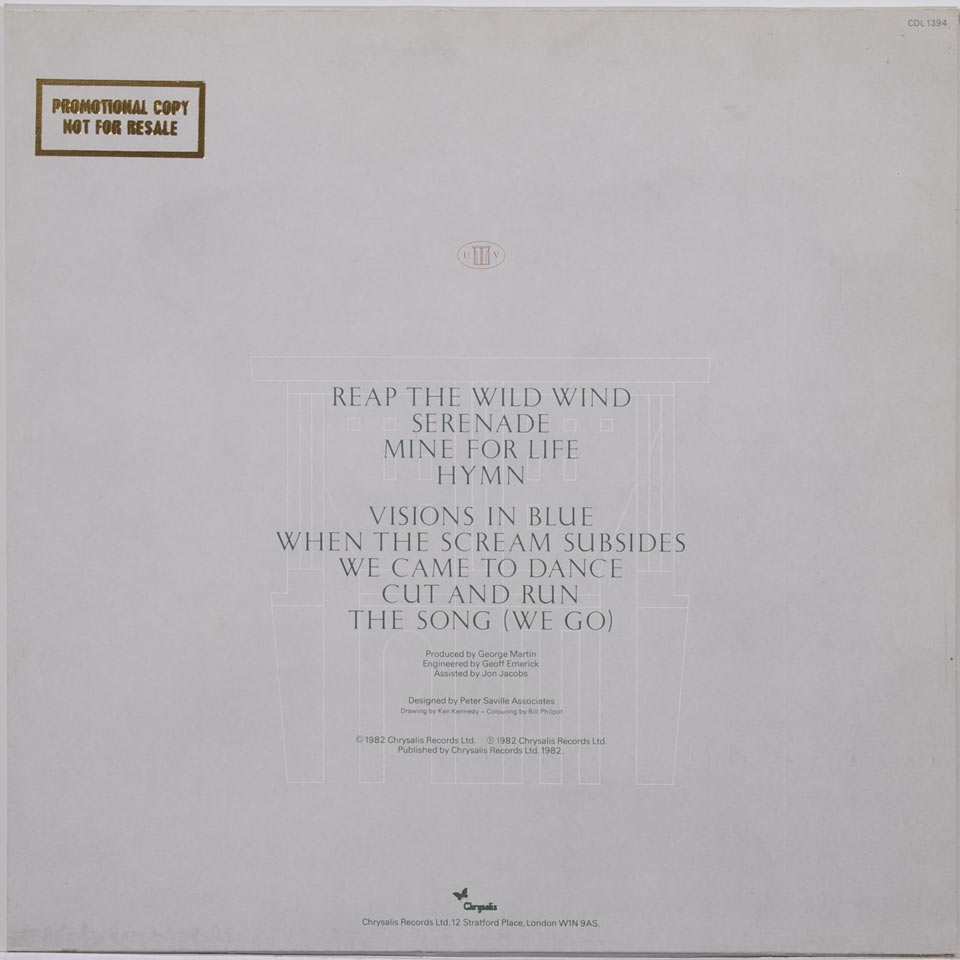 CDL 1394
PROMOTIONAL COPY
NOT FOR RESALE
U V
REAP THE WILD WIND
SERENADE
MINE FOR LIFE
HYMN
VISIONS IN BLUE
WHEN THE SCREAM SUBSIDES
WE CAME TO DANCE
CUT AND RUN
THE SONG (WE GO)
Produced by George Martin
Engineered by Geoff Emerick
Assisted by Jon Jacobs
Designed by Peter Saville Associates
Drawing by Ken Kennedy – Colouring by Bill Philpot
© 1982 Chrysalis Records Ltd. ℗ 1982 Chrysalis Records Ltd.
Published by Chrysalis Records Ltd. 1982.
Chrysalis
Chrysalis Records Ltd. 12 Stratford Place, London W1N 9AS.